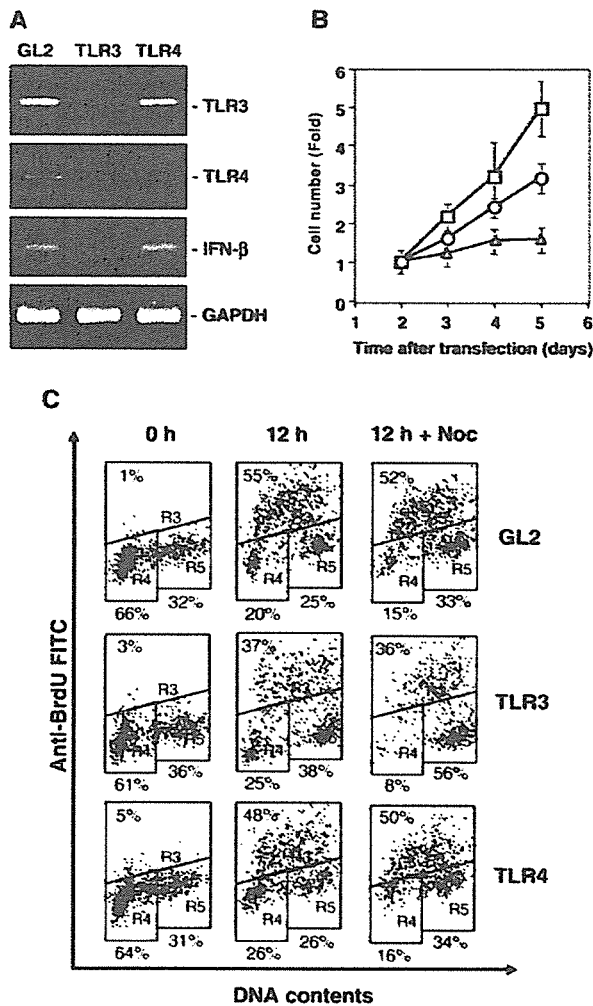 A
GL2 TLR3 TLR4
- TLR3
- TLR4
- IFN-β
- GAPDH
B
Cell number (Fold)
6
5
4
3
2
1
0
1 2 3 4 5 6
Time after transfection (days)
C
0 h 12 h 12 h + Noc
Anti-BrdU FITC
1% 55% 52%
R3
R4 R5 R4 R5 R4 R5
GL2
66% 32% 20% 25% 15% 33%
3% 37% 36%
R3 R3
R4 R5 R4 R4
TLR3
61% 36% 25% 38% 8% 56%
5% 48% 50%
R3
R4 R5 R4 R5 R4 R5
TLR4
64% 31% 26% 26% 16% 34%
DNA contents